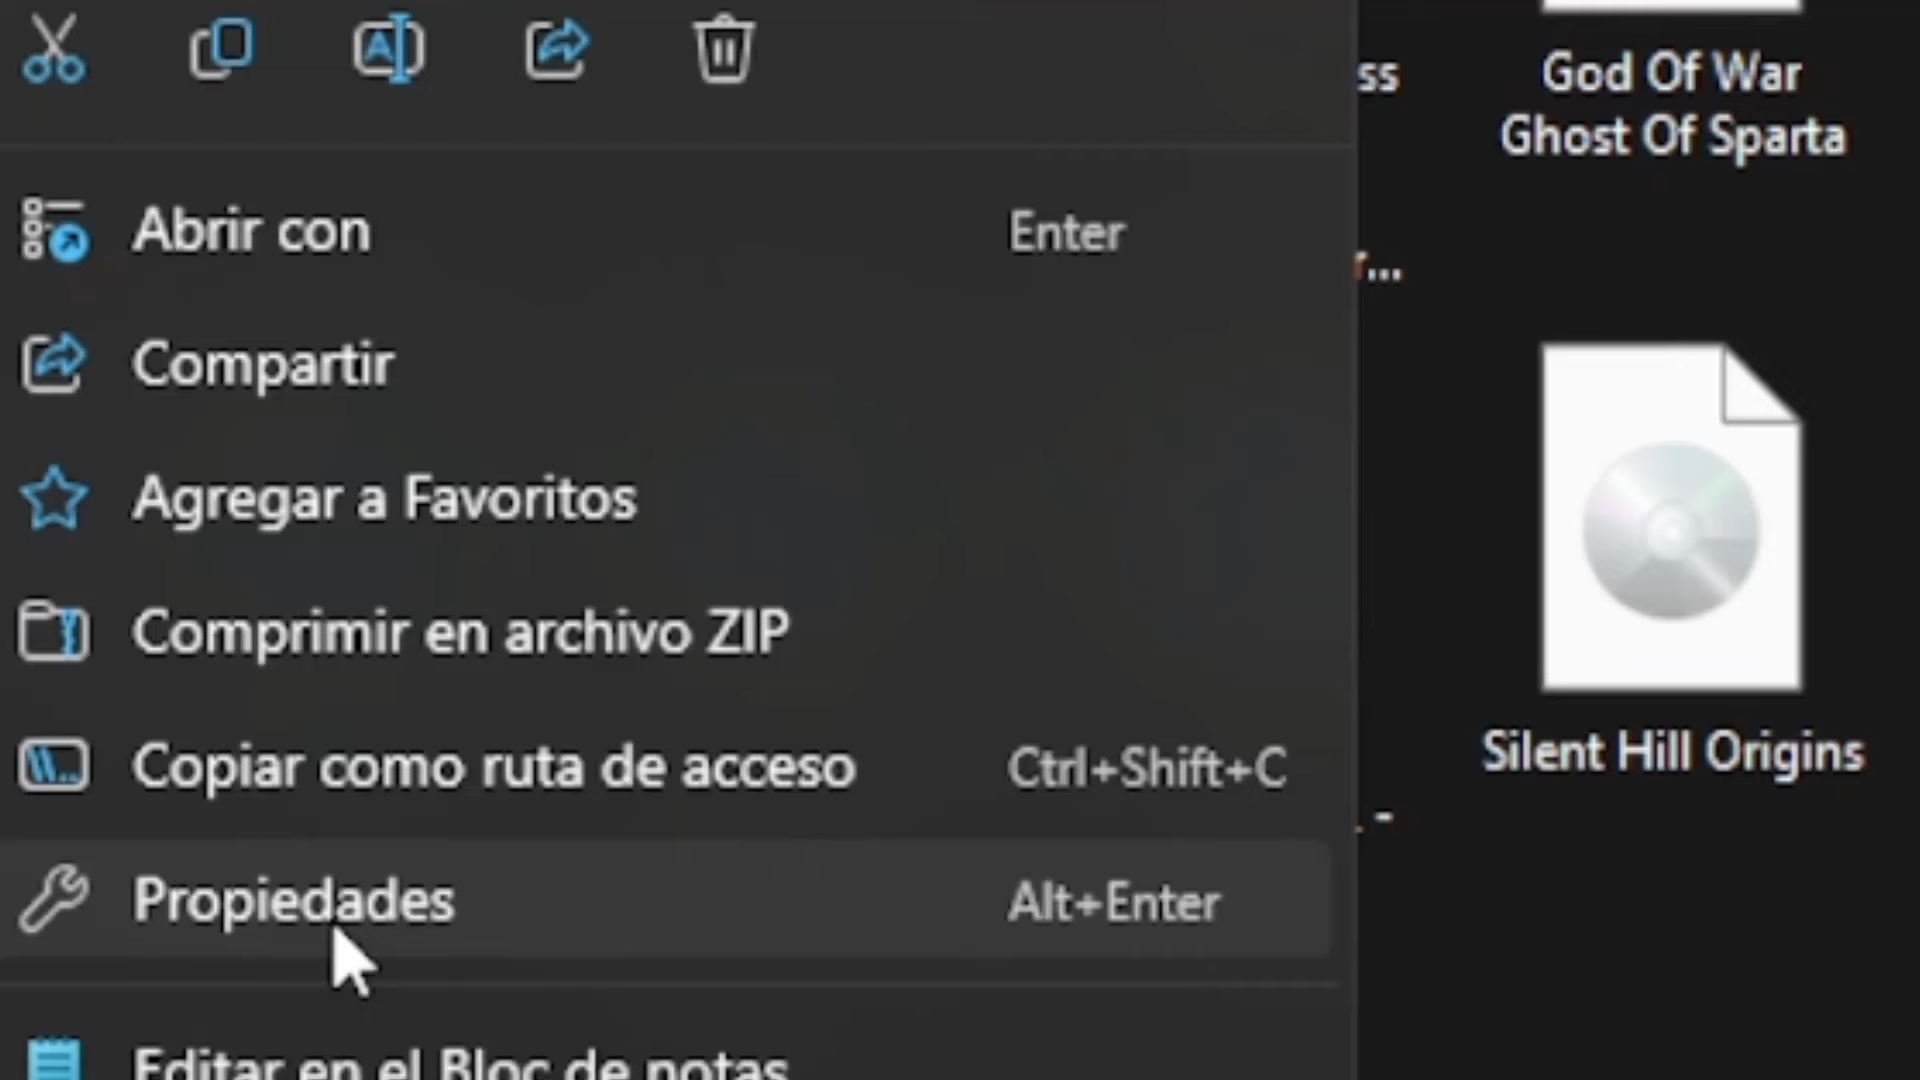 Abrir con Enter
Compartir
Agregar a Favoritos
Comprimir en archivo ZIP
Copiar como ruta de acceso Ctrl+Shift+C
Propiedades Alt+Enter
Editar en el Bloc de notas
ss
r...
-
God Of War
Ghost Of Sparta
Silent Hill Origins